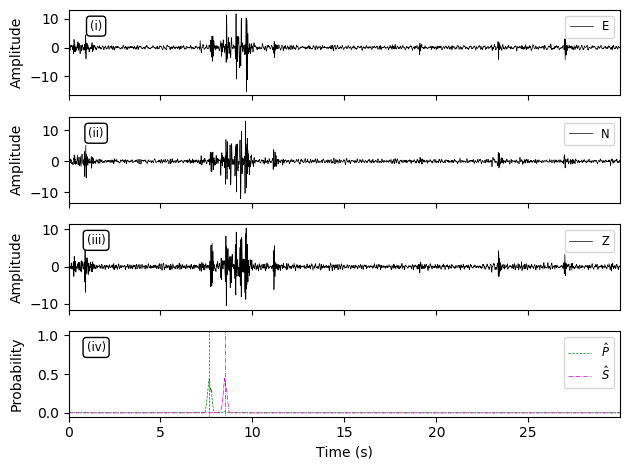 (i)
E
Amplitude
10
0
−10
(ii)
N
Amplitude
10
0
−10
(iii)
Z
Amplitude
10
0
−10
(iv)
P̂
Ŝ
Probability
1.0
0.5
0.0
0 5 10 15 20 25
Time (s)